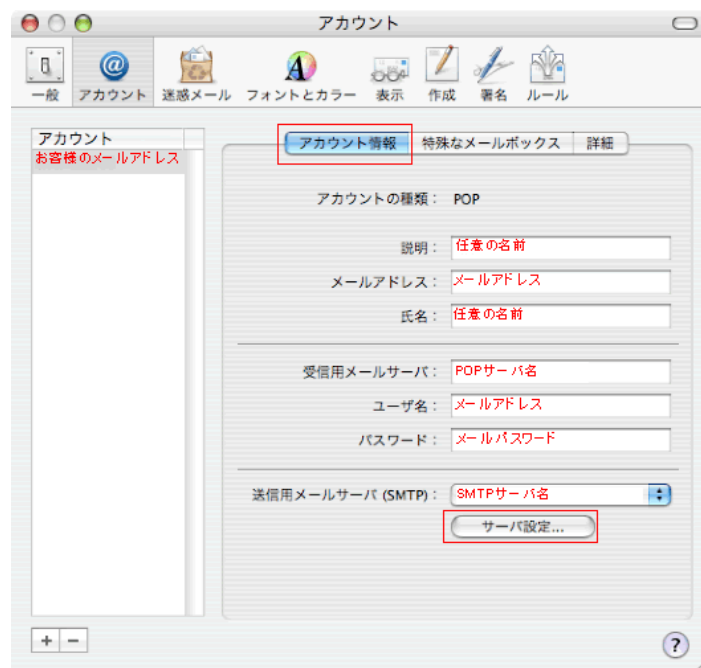 アカウント
一般 アカウント 迷惑メール フォントとカラー 表示 作成 署名 ルール
アカウント
お客様のメールアドレス
アカウント情報 特殊なメールボックス 詳細
アカウントの種類： POP
説明： 任意の名前
メールアドレス： メールアドレス
氏名： 任意の名前
受信用メールサーバ： POPサーバ名
ユーザ名： メールアドレス
パスワード： メールパスワード
送信用メールサーバ (SMTP)： SMTPサーバ名
サーバ設定...
+ − ?